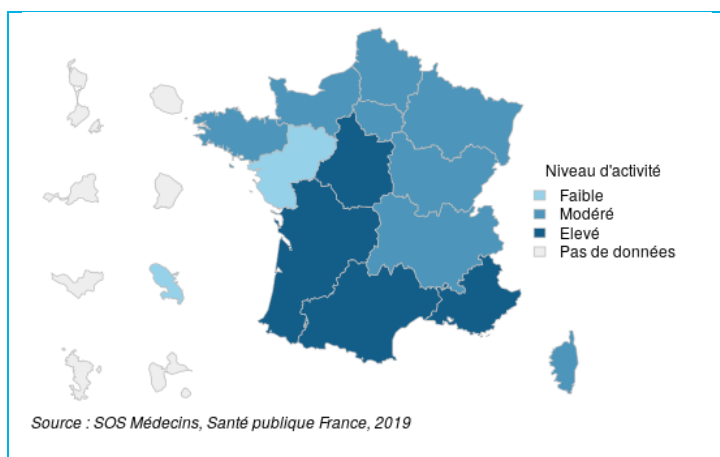 Niveau d'activité
Faible
Modéré
Elevé
Pas de données
Source : SOS Médecins, Santé publique France, 2019